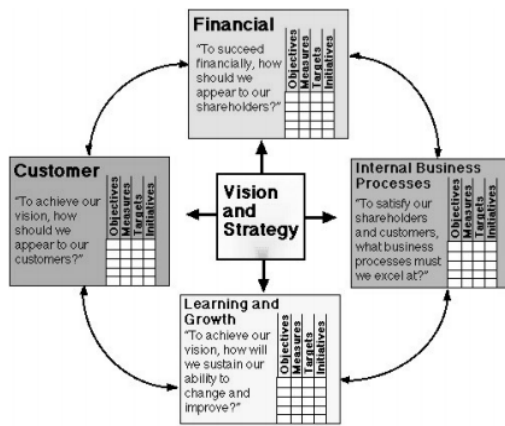 Financial
"To succeed
financially, how
should we
appear to our
shareholders?"
Objectives
Measures
Targets
Initiatives
Customer
"To achieve our
vision, how
should we
appear to our
customers?"
Objectives
Measures
Targets
Initiatives
Vision
and
Strategy
Internal Business
Processes
"To satisfy our
shareholders
and customers,
what business
processes must
we excel at?"
Objectives
Measures
Targets
Initiatives
Learning and
Growth
"To achieve our
vision, how will
we sustain our
ability to
change and
improve?"
Objectives
Measures
Targets
Initiatives